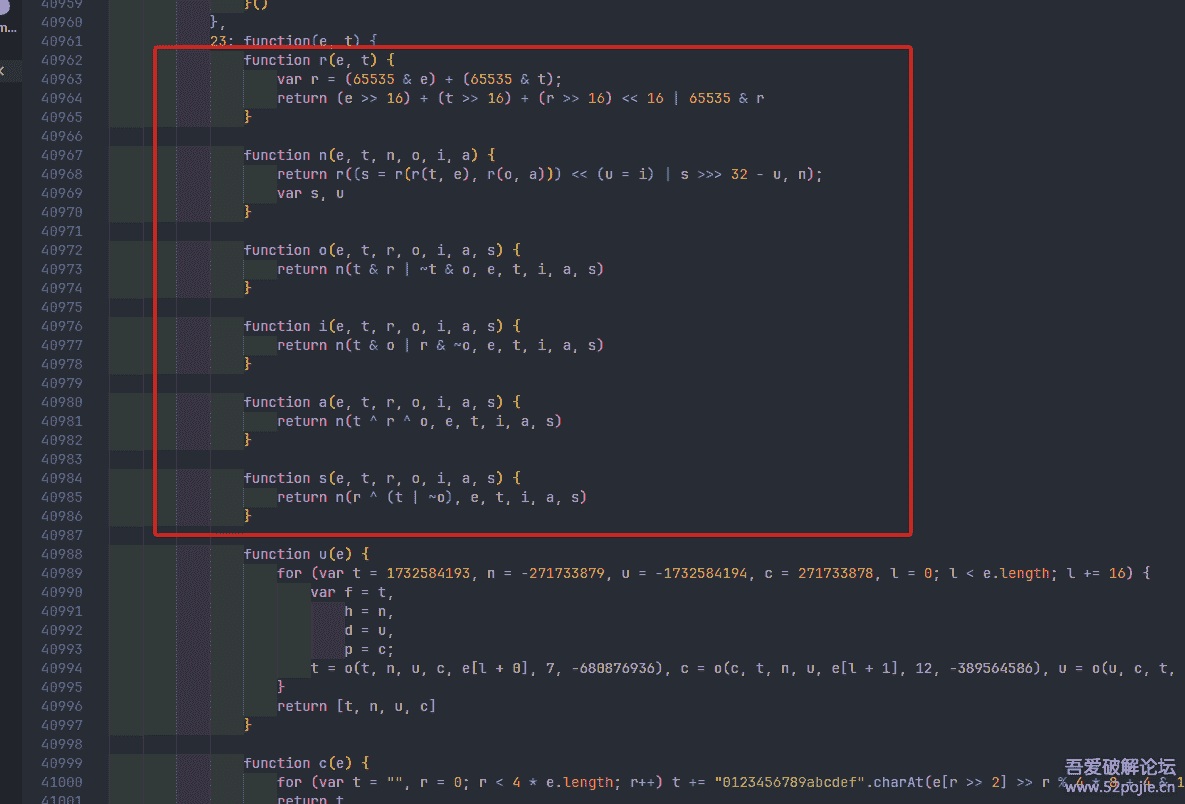 m...
40959 }()
40960 },
40961 23: function(e, t) {
40962 function r(e, t) {
40963 var r = (65535 & e) + (65535 & t);
40964 return (e >> 16) + (t >> 16) + (r >> 16) << 16 | 65535 & r
40965 }
40966
40967 function n(e, t, n, o, i, a) {
40968 return r((s = r(r(t, e), r(o, a))) << (u = i) | s >>> 32 - u, n);
40969 var s, u
40970 }
40971
40972 function o(e, t, r, o, i, a, s) {
40973 return n(t & r | ~t & o, e, t, i, a, s)
40974 }
40975
40976 function i(e, t, r, o, i, a, s) {
40977 return n(t & o | r & ~o, e, t, i, a, s)
40978 }
40979
40980 function a(e, t, r, o, i, a, s) {
40981 return n(t ^ r ^ o, e, t, i, a, s)
40982 }
40983
40984 function s(e, t, r, o, i, a, s) {
40985 return n(r ^ (t | ~o), e, t, i, a, s)
40986 }
40987
40988 function u(e) {
40989 for (var t = 1732584193, n = -271733879, u = -1732584194, c = 271733878, l = 0; l < e.length; l += 16) {
40990 var f = t,
40991 h = n,
40992 d = u,
40993 p = c;
40994 t = o(t, n, u, c, e[l + 0], 7, -680876936), c = o(c, t, n, u, e[l + 1], 12, -389564586), u = o(u, c, t,
40995 }
40996 return [t, n, u, c]
40997 }
40998
40999 function c(e) {
41000 for (var t = "", r = 0; r < 4 * e.length; r++) t += "0123456789abcdef".charAt(e[r >> 2] >> r % 4 * 8 + 4 & 1
41001 return t
吾爱破解论坛
www.52pojie.cn